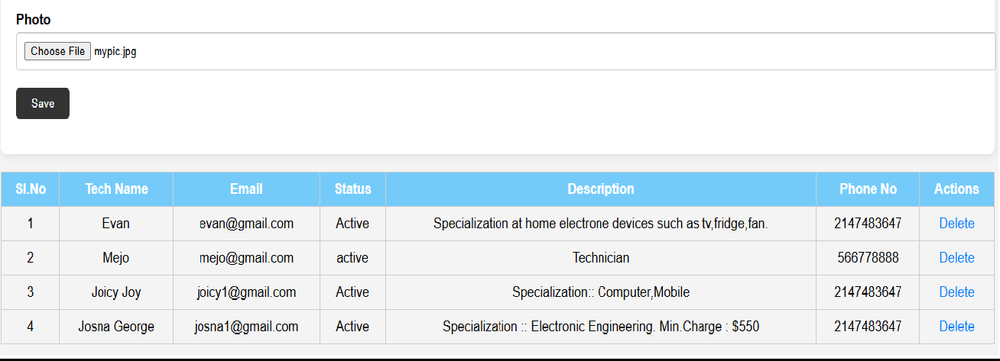 Photo
Choose File mypic.jpg
Save
Sl.No Tech Name Email Status Description Phone No Actions
1 Evan evan@gmail.com Active Specialization at home electrone devices such as tv,fridge,fan. 2147483647 Delete
2 Mejo mejo@gmail.com active Technician 566778888 Delete
3 Joicy Joy joicy1@gmail.com Active Specialization:: Computer,Mobile 2147483647 Delete
4 Josna George josna1@gmail.com Active Specialization :: Electronic Engineering. Min.Charge : $550 2147483647 Delete